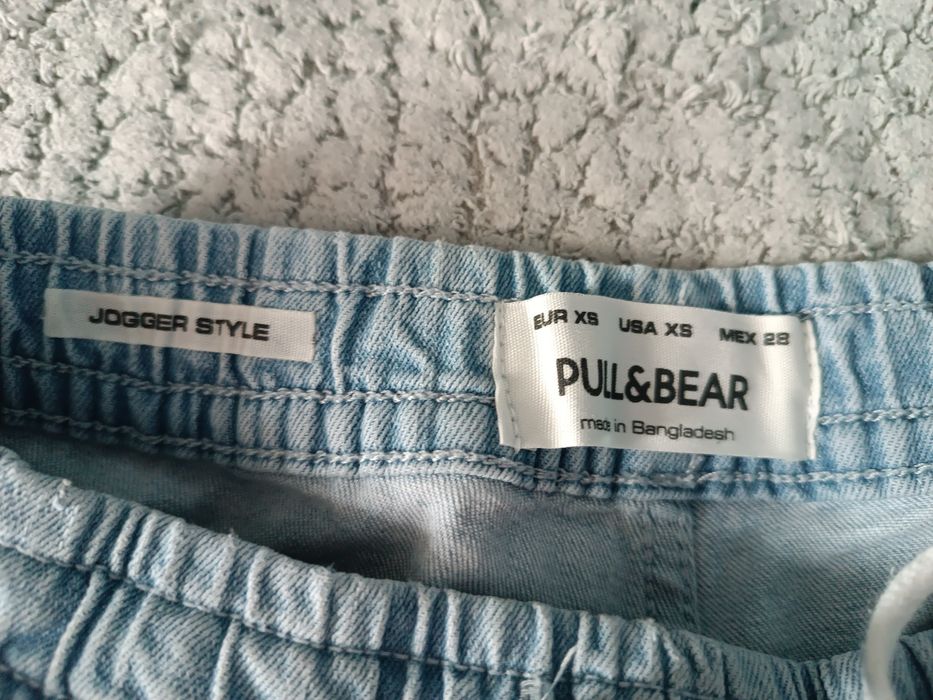 JOGGER STYLE
EUR XS USA XS MEX 28
PULL&BEAR
made in Bangladesh